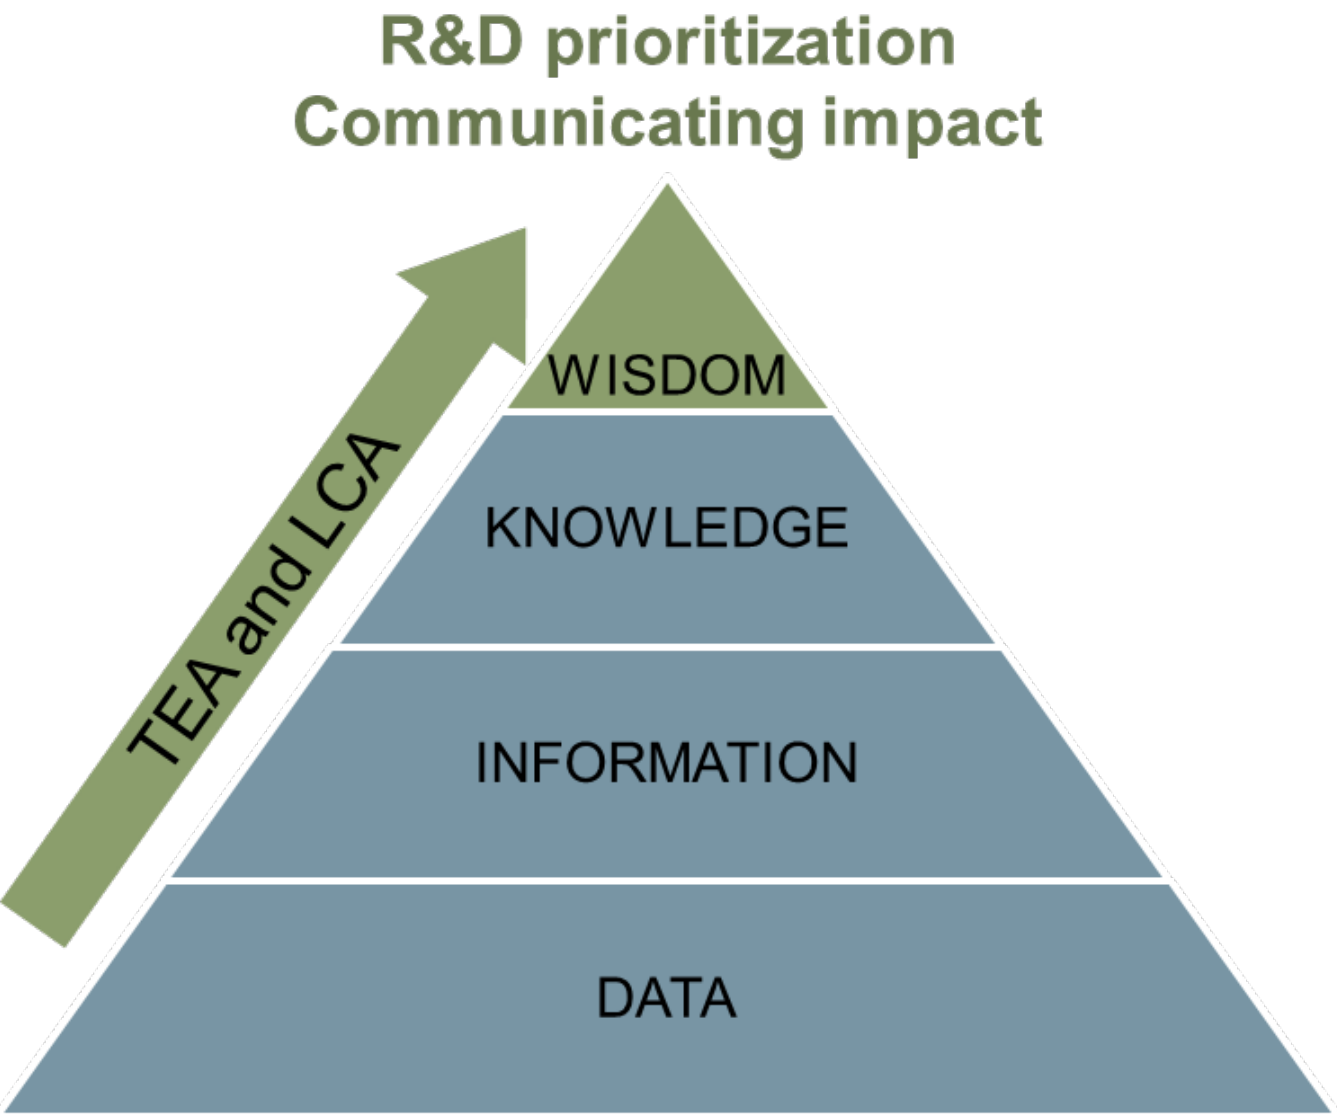 R&D prioritization
Communicating impact
WISDOM
TEA and LCA
KNOWLEDGE
INFORMATION
DATA